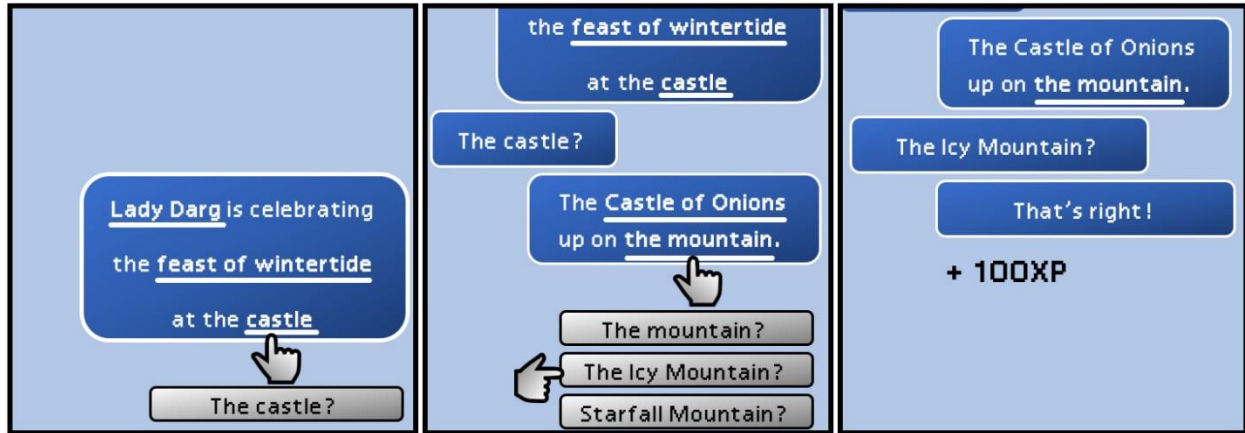 Lady Darg is celebrating
the feast of wintertide
at the castle
The castle?
the feast of wintertide
at the castle
The castle?
The Castle of Onions
up on the mountain.
The mountain?
The Icy Mountain?
Starfall Mountain?
The Castle of Onions
up on the mountain.
The Icy Mountain?
That's right!
+ 100XP